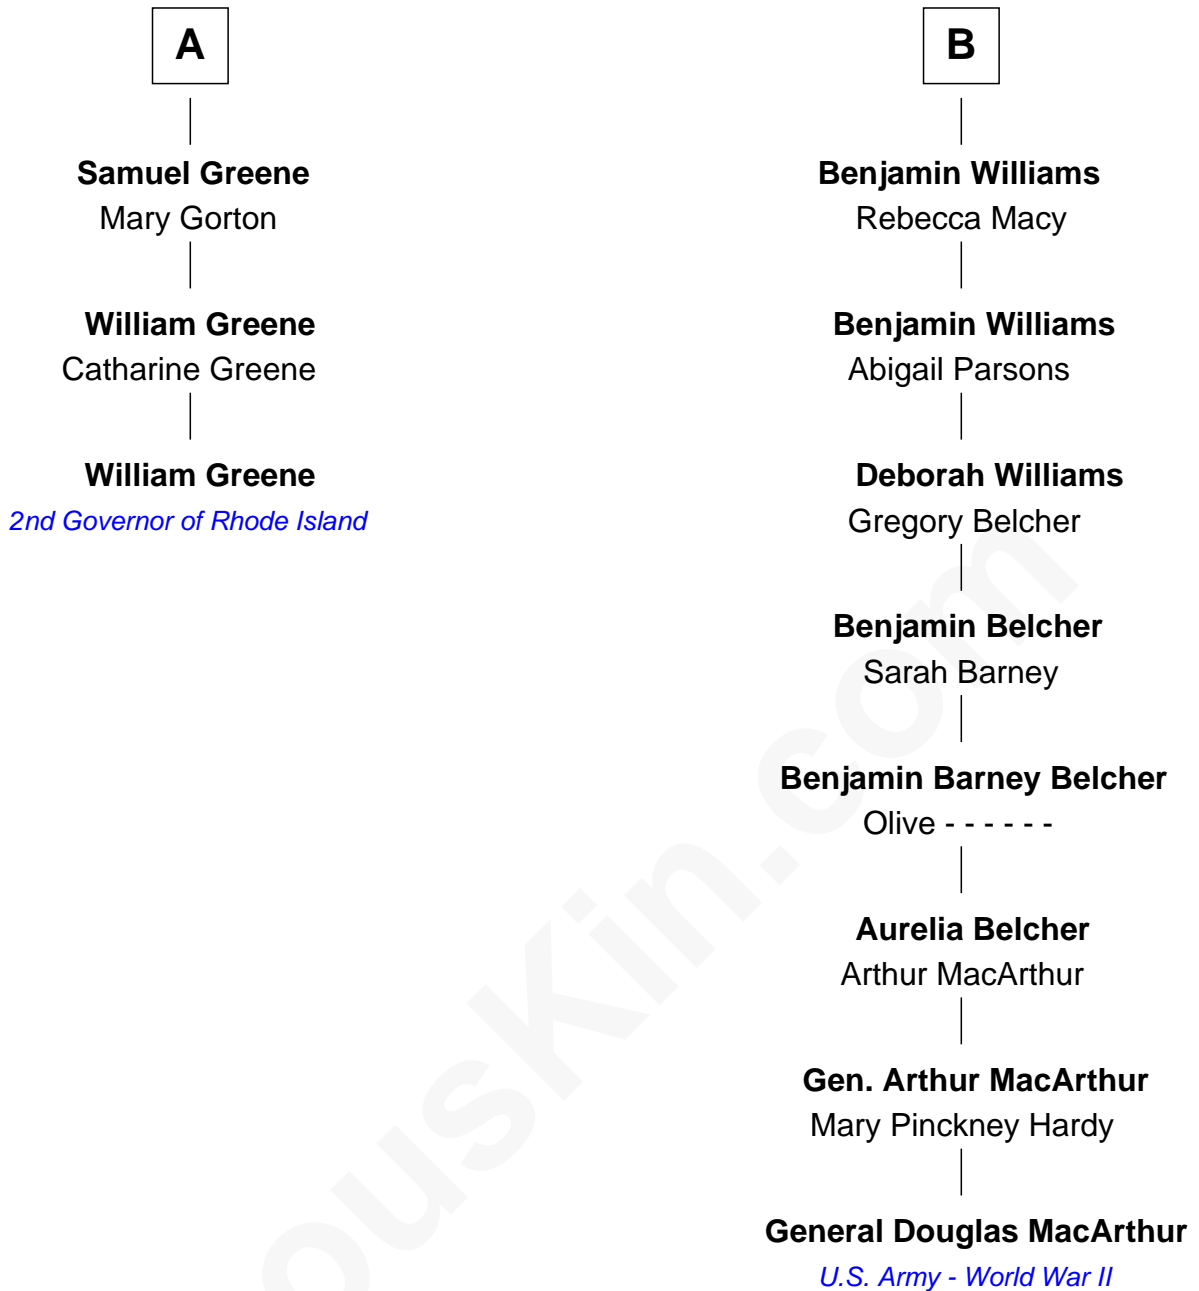 A
Samuel Greene
Mary Gorton
William Greene
Catharine Greene
William Greene
2nd Governor of Rhode Island
B
Benjamin Williams
Rebecca Macy
Benjamin Williams
Abigail Parsons
Deborah Williams
Gregory Belcher
Benjamin Belcher
Sarah Barney
Benjamin Barney Belcher
Olive - - - - - -
Aurelia Belcher
Arthur MacArthur
Gen. Arthur MacArthur
Mary Pinckney Hardy
General Douglas MacArthur
U.S. Army - World War II
ousKin.com